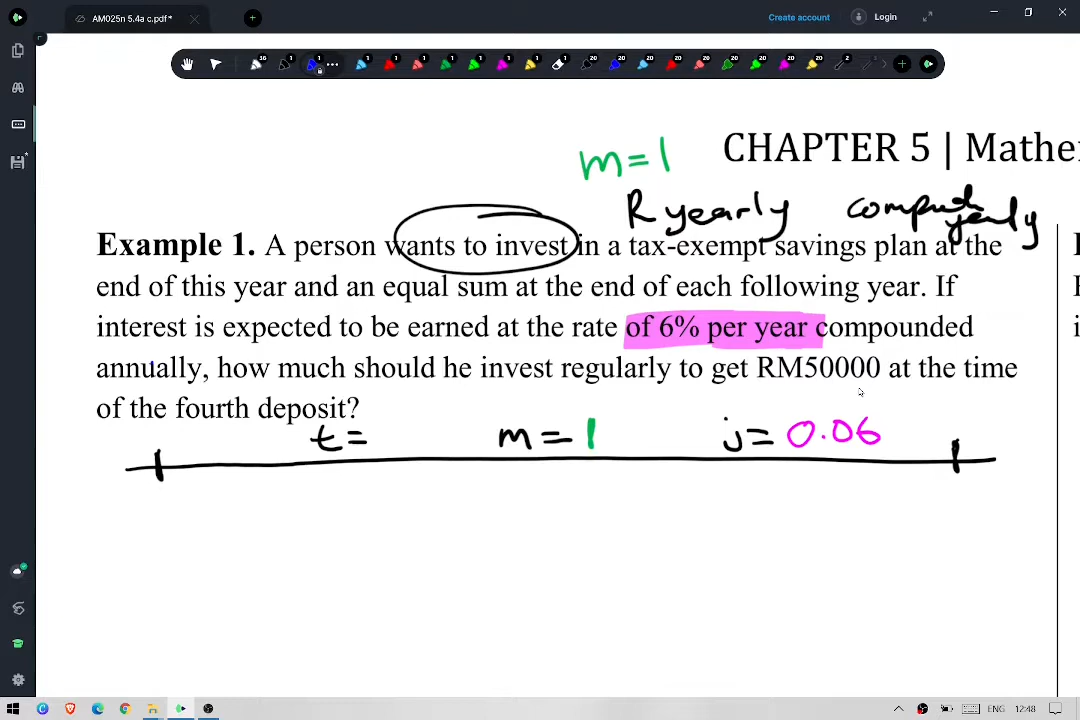 AM025n 5.4a c.pdf*
Create account
Login
m=1
CHAPTER 5 | Mathe
R yearly
yearly
Example 1. A person wants to invest in a tax-exempt savings plan at the
end of this year and an equal sum at the end of each following year. If
interest is expected to be earned at the rate of 6% per year compounded
annually, how much should he invest regularly to get RM50000 at the time
of the fourth deposit?
t= m=1 j=0.06
ENG 12:48